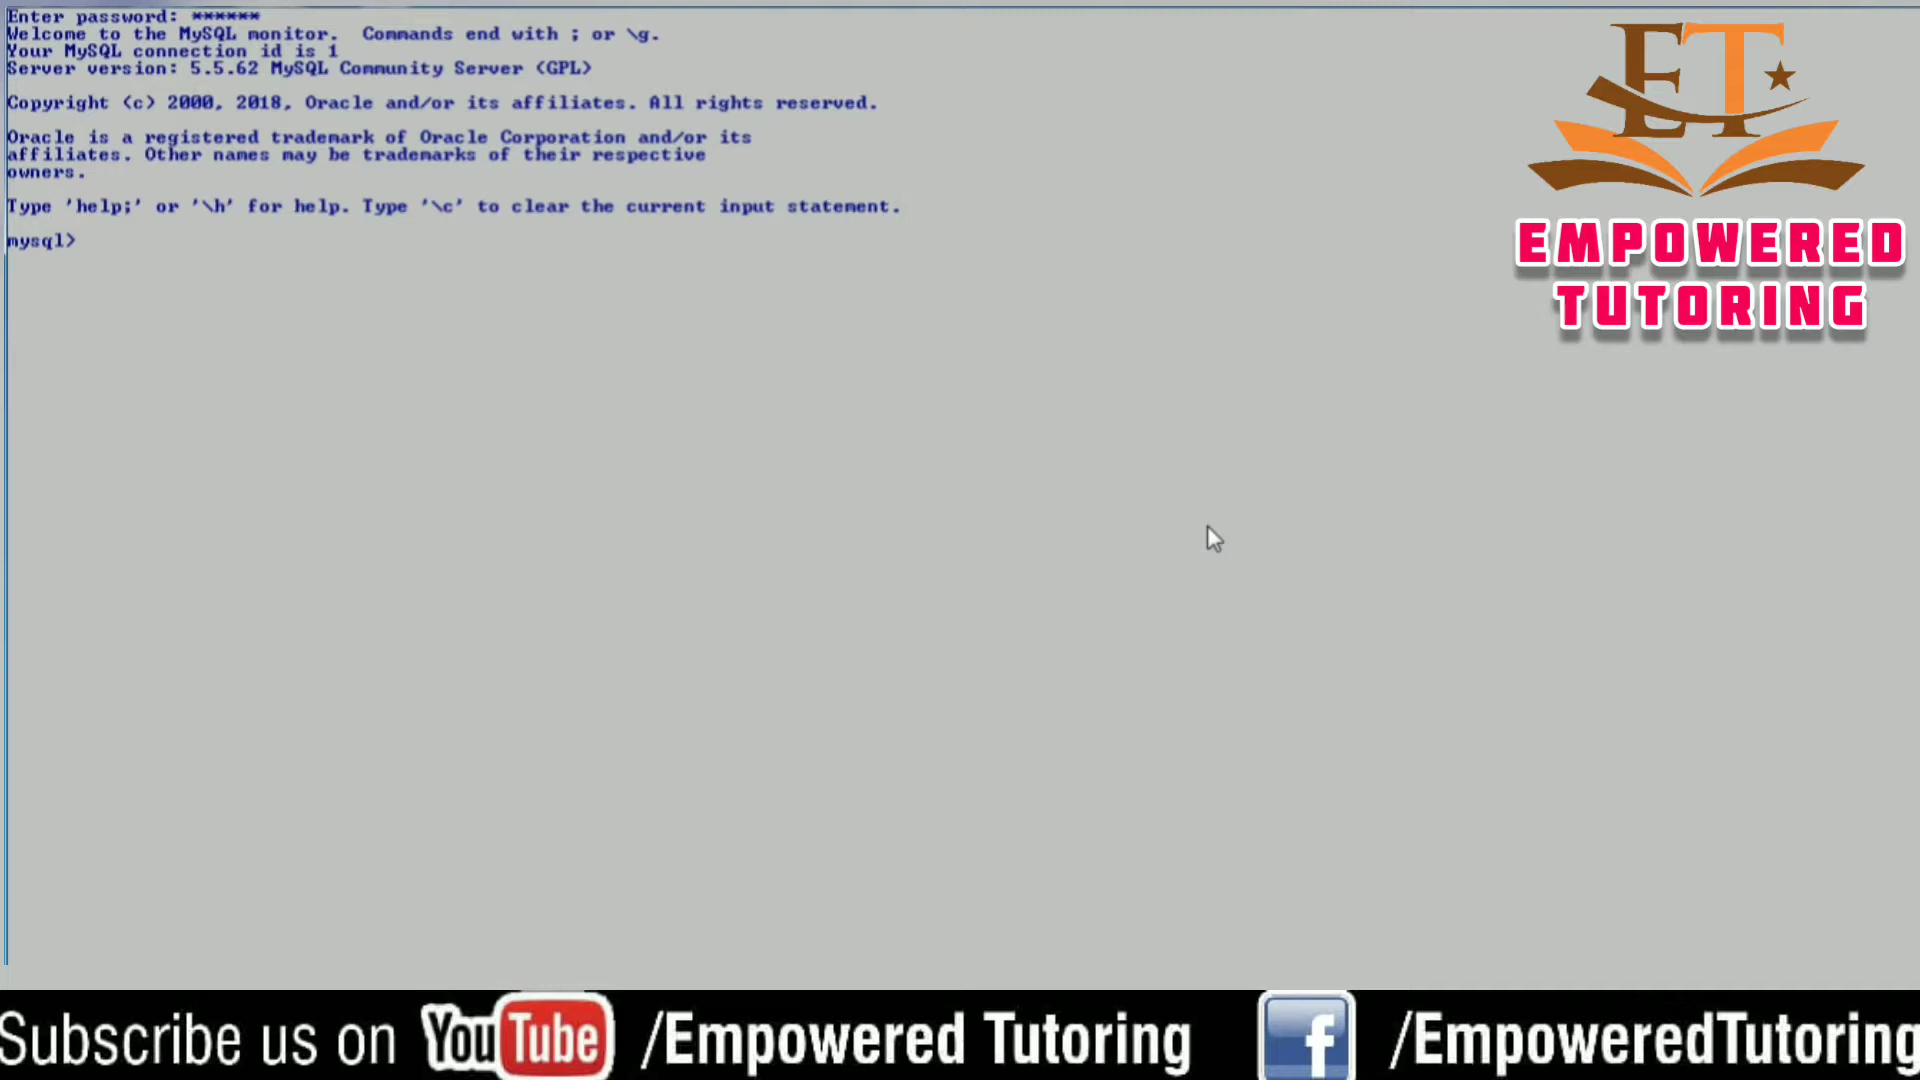 Enter password: ******
Welcome to the MySQL monitor.  Commands end with ; or \g.
Your MySQL connection id is 1
Server version: 5.5.62 MySQL Community Server (GPL)
Copyright (c) 2000, 2018, Oracle and/or its affiliates. All rights reserved.
Oracle is a registered trademark of Oracle Corporation and/or its
affiliates. Other names may be trademarks of their respective
owners.
Type 'help;' or '\h' for help. Type '\c' to clear the current input statement.
mysql>
ET
EMPOWERED
TUTORING
Subscribe us on YouTube /Empowered Tutoring f /EmpoweredTutoring